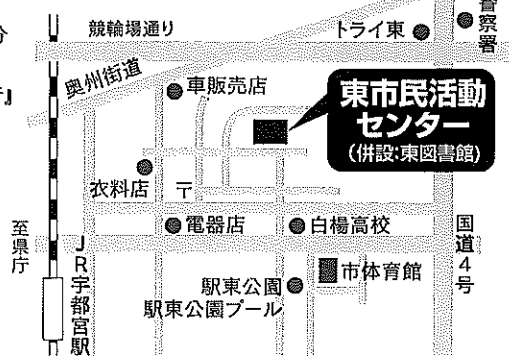 分
競輪場通り
トライ東
警察署
奥州街道
車販売店
』
東市民活動
センター
(併設:東図書館)
衣料店
〒
電器店
白楊高校
国道4号
至県庁
JR宇都宮駅
市体育館
駅東公園
駅東公園プール